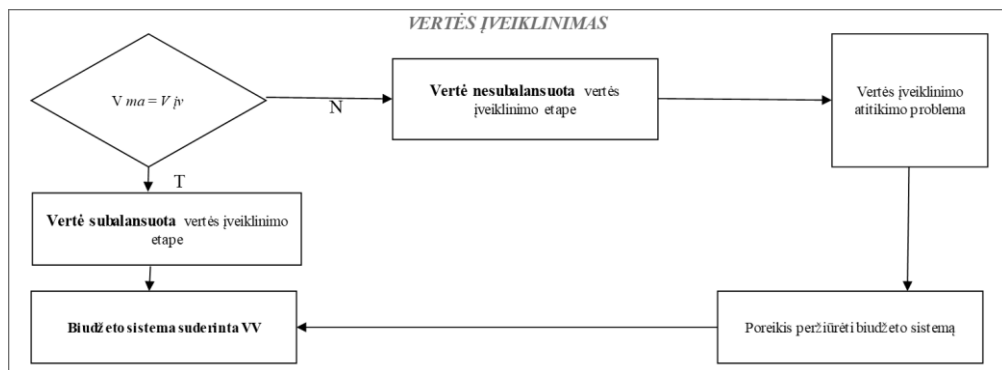 VERTĖS ĮVEIKLINIMAS
V ma = V įv
N
Vertė nesubalansuota vertės
įveiklinimo etape
Vertės įveiklinimo
atitikimo problema
T
Vertė subalansuota vertės įveiklinimo
etape
Biudžeto sistema suderinta VV
Poreikis peržiūrėti biudžeto sistemą